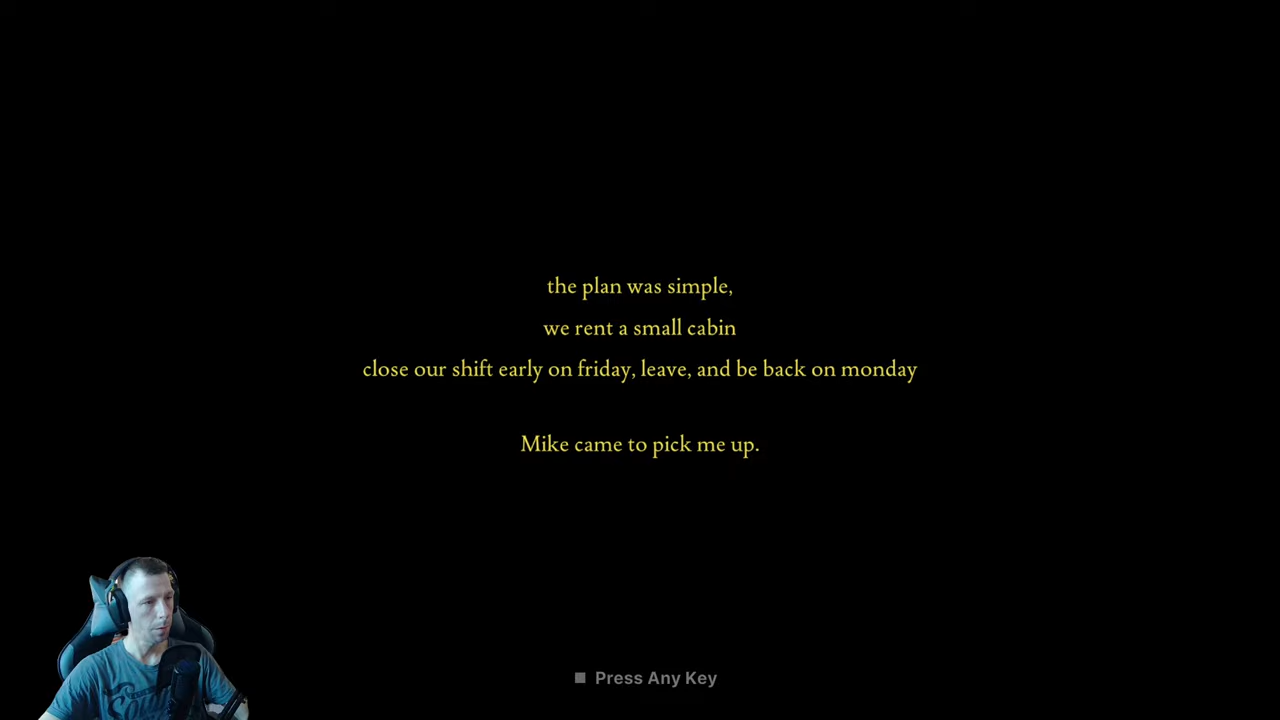 the plan was simple,
we rent a small cabin
close our shift early on friday, leave, and be back on monday
Mike came to pick me up.
Press Any Key